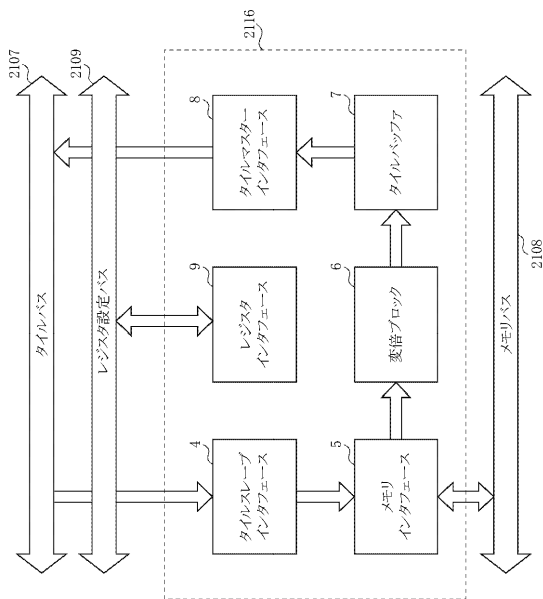 タイルバス
2107
レジスタ設定バス
2109
2116
4
タイルスレーブ
インタフェース
9
レジスタ
インタフェース
8
タイルマスター
インタフェース
5
メモリ
インタフェース
6
変倍ブロック
7
タイルバッファ
メモリバス
2108